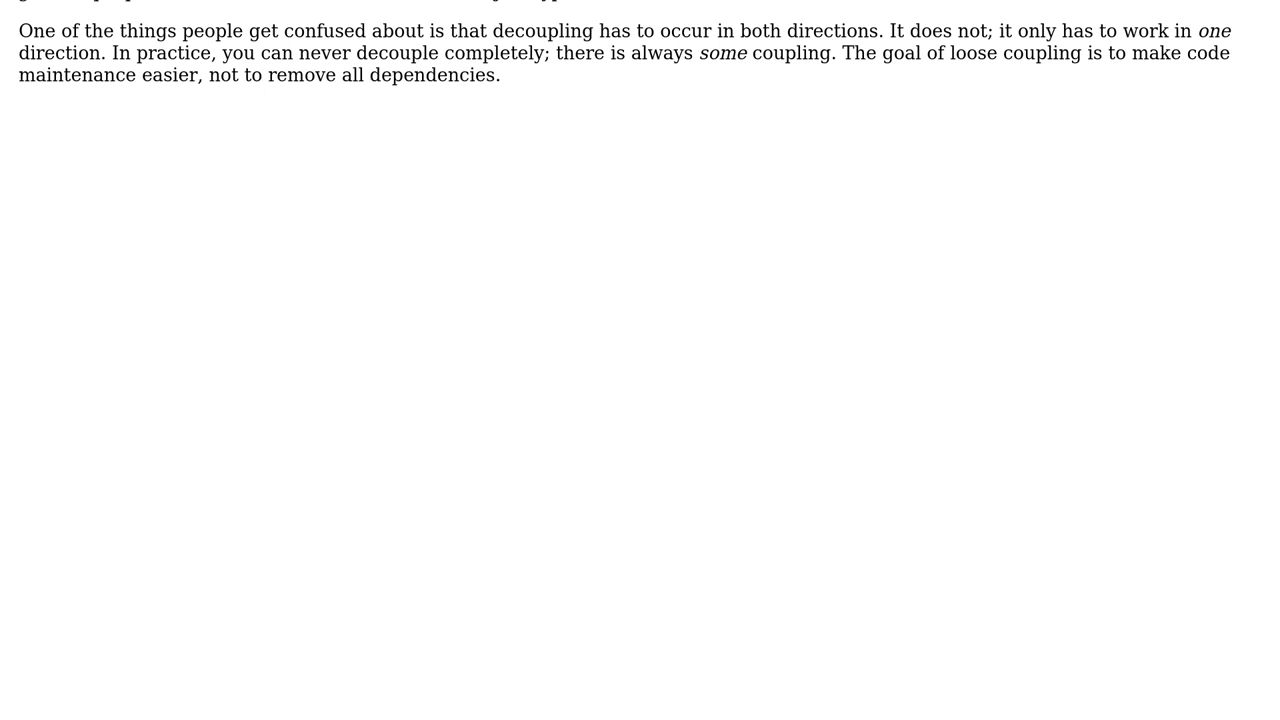 One of the things people get confused about is that decoupling has to occur in both directions. It does not; it only has to work in one
direction. In practice, you can never decouple completely; there is always some coupling. The goal of loose coupling is to make code
maintenance easier, not to remove all dependencies.